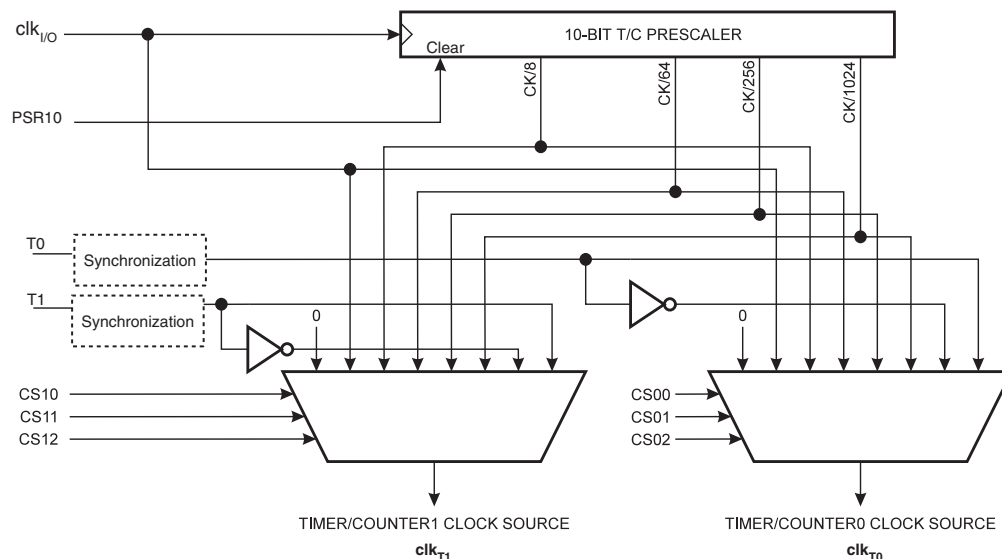 clkI/O
10-BIT T/C PRESCALER
Clear
CK/8
CK/64
CK/256
CK/1024
PSR10
T0
Synchronization
T1
Synchronization
0
0
CS10
CS11
CS12
CS00
CS01
CS02
TIMER/COUNTER1 CLOCK SOURCE
clkT1
TIMER/COUNTER0 CLOCK SOURCE
clkT0